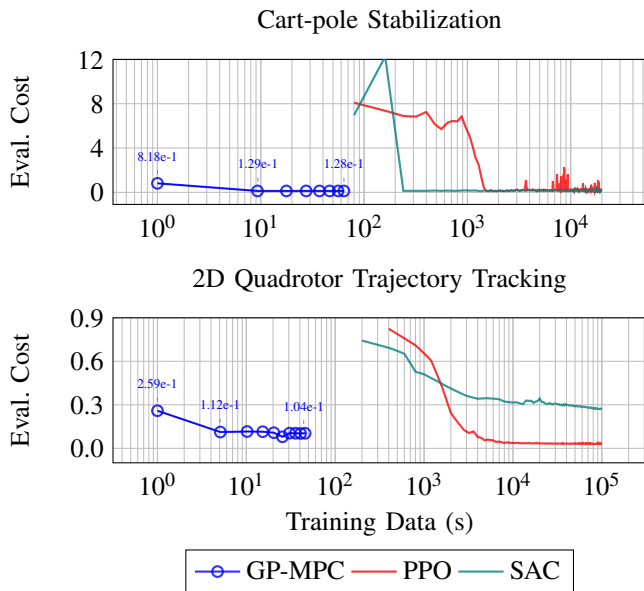 Cart-pole Stabilization
Eval. Cost
12
8
4
0
8.18e-1
1.29e-1
1.28e-1
10^0
10^1
10^2
10^3
10^4
2D Quadrotor Trajectory Tracking
Eval. Cost
0.9
0.6
0.3
0.0
2.59e-1
1.12e-1
1.04e-1
10^0
10^1
10^2
10^3
10^4
10^5
Training Data (s)
GP-MPC PPO SAC